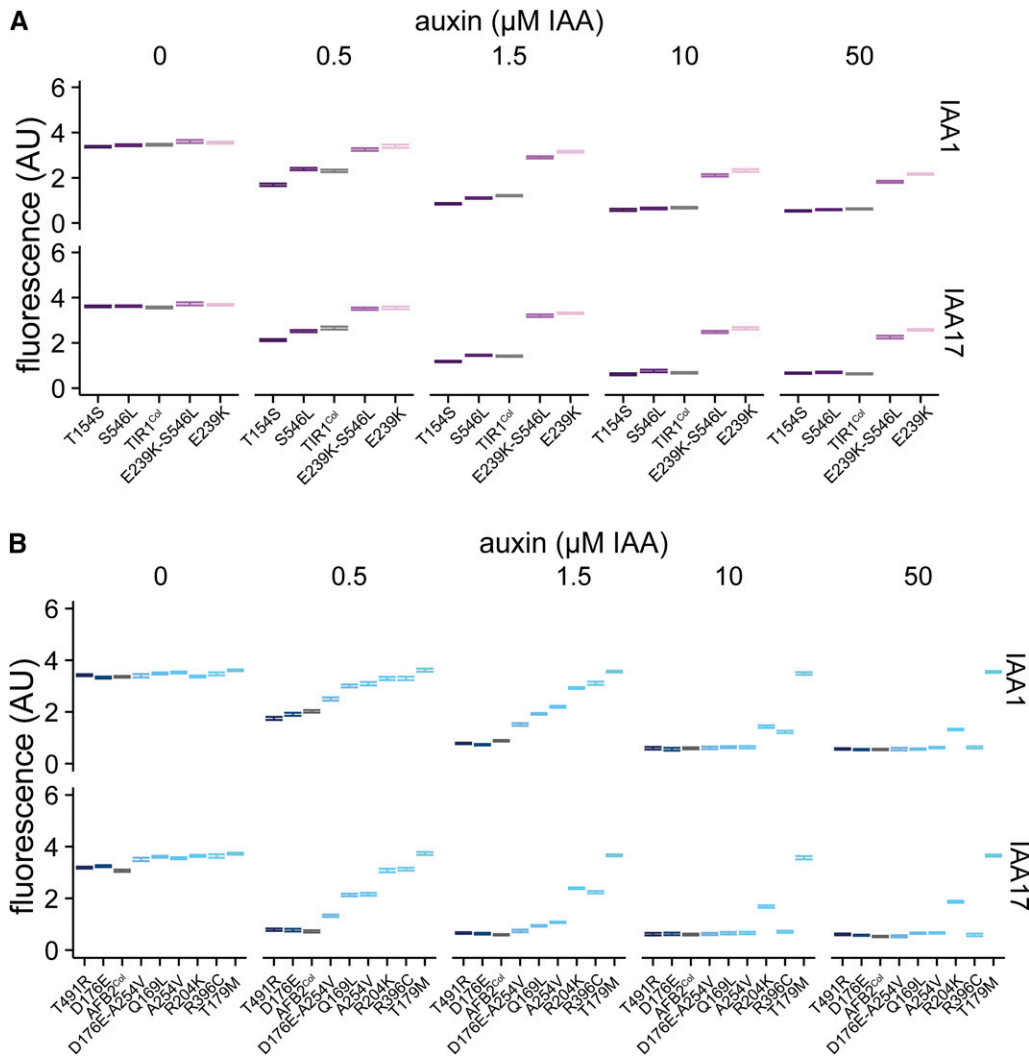 A
auxin (µM IAA)
0 0.5 1.5 10 50
fluorescence (AU)
6
4
2
0
IAA1
6
4
2
0
IAA17
T154S S546L TIR1Col E239K-S546L E239K T154S S546L TIR1Col E239K-S546L E239K T154S S546L TIR1Col E239K-S546L E239K T154S S546L TIR1Col E239K-S546L E239K T154S S546L TIR1Col E239K-S546L E239K
B
auxin (µM IAA)
0 0.5 1.5 10 50
fluorescence (AU)
6
4
2
0
IAA1
6
4
2
0
IAA17
T491R D176E AFB2Col D176E-A254V Q169L A254V R204K R396C T179M T491R D176E AFB2Col D176E-A254V Q169L A254V R204K R396C T179M T491R D176E AFB2Col D176E-A254V Q169L A254V R204K R396C T179M T491R D176E AFB2Col D176E-A254V Q169L A254V R204K R396C T179M T491R D176E AFB2Col D176E-A254V Q169L A254V R204K R396C T179M